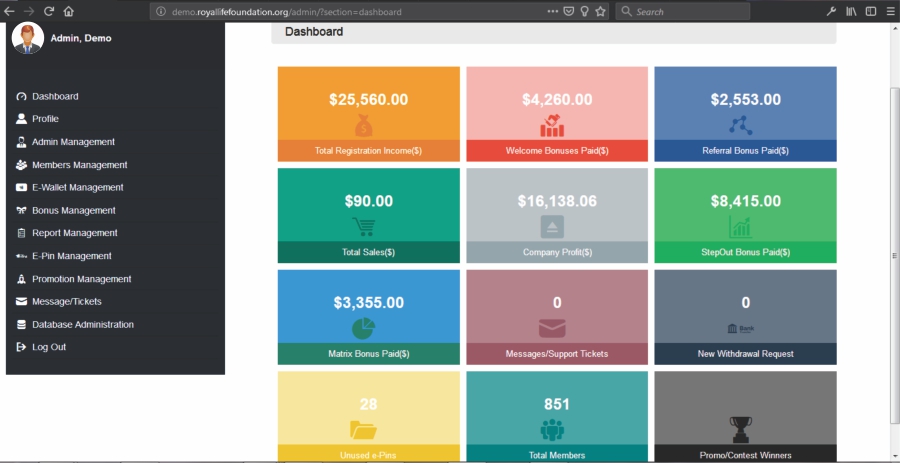 demo.royallifefoundation.org/admin/?section=dashboard
Search
Admin, Demo
Dashboard
Profile
Admin Management
Members Management
E-Wallet Management
Bonus Management
Report Management
E-Pin Management
Promotion Management
Message/Tickets
Database Administration
Log Out
Dashboard
$25,560.00
Total Registration Income($)
$4,260.00
Welcome Bonuses Paid($)
$2,553.00
Referral Bonus Paid($)
$90.00
Total Sales($)
$16,138.06
Company Profit($)
$8,415.00
StepOut Bonus Paid($)
$3,355.00
Matrix Bonus Paid($)
0
Messages/Support Tickets
0
Bank
New Withdrawal Request
28
Unused e-Pins
851
Total Members
Promo/Contest Winners